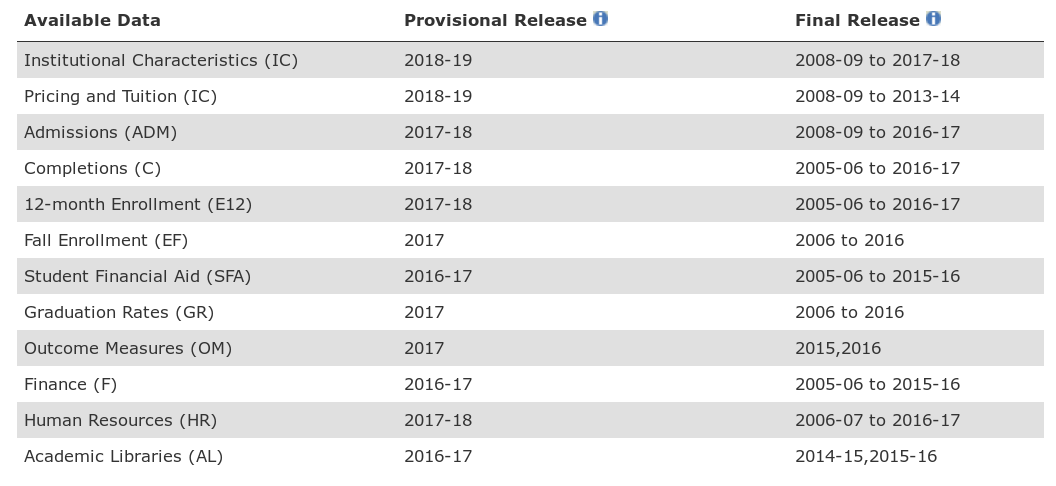 Available Data Provisional Release Final Release
Institutional Characteristics (IC) 2018-19 2008-09 to 2017-18
Pricing and Tuition (IC) 2018-19 2008-09 to 2013-14
Admissions (ADM) 2017-18 2008-09 to 2016-17
Completions (C) 2017-18 2005-06 to 2016-17
12-month Enrollment (E12) 2017-18 2005-06 to 2016-17
Fall Enrollment (EF) 2017 2006 to 2016
Student Financial Aid (SFA) 2016-17 2005-06 to 2015-16
Graduation Rates (GR) 2017 2006 to 2016
Outcome Measures (OM) 2017 2015,2016
Finance (F) 2016-17 2005-06 to 2015-16
Human Resources (HR) 2017-18 2006-07 to 2016-17
Academic Libraries (AL) 2016-17 2014-15,2015-16